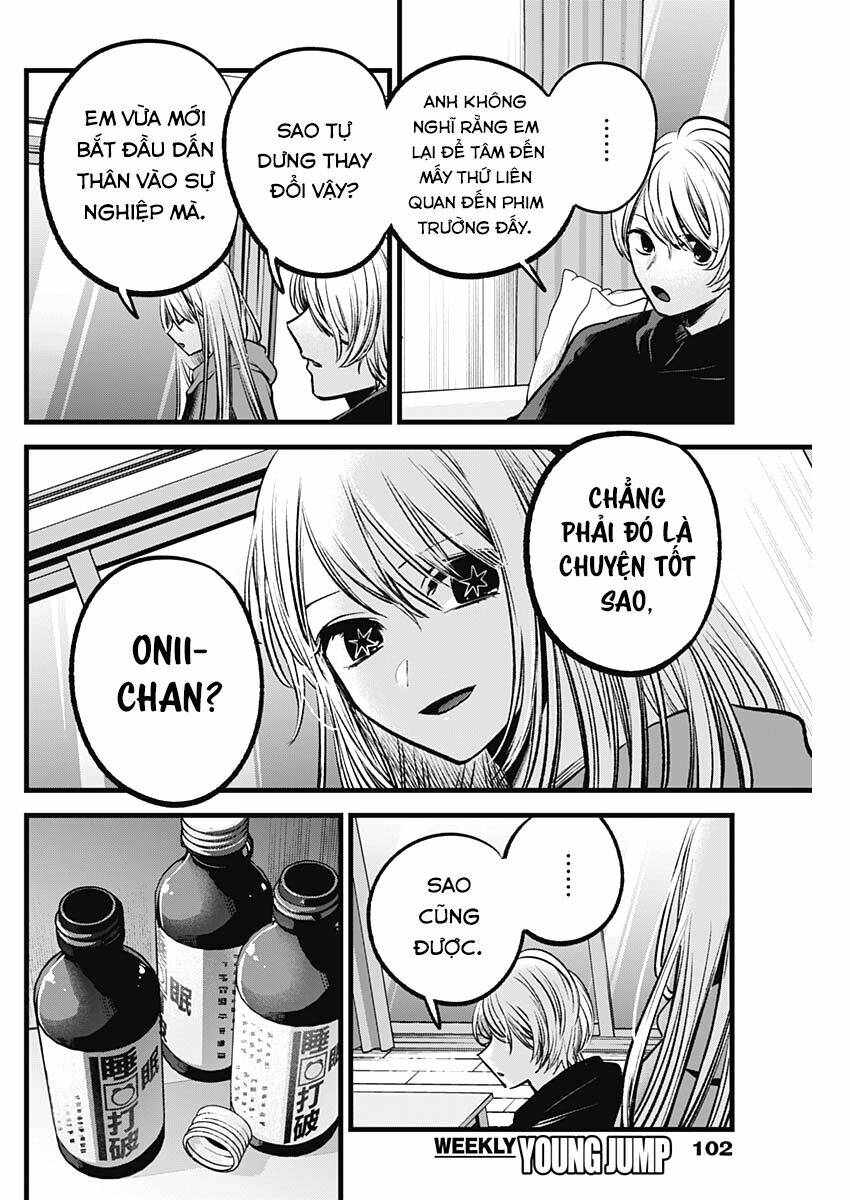 ......
ANH KHÔNG
NGHĨ RẰNG EM
LẠI ĐỂ TÂM ĐẾN
MẤY THỨ LIÊN
QUAN ĐẾN PHIM
TRƯỜNG ĐẤY.
SAO TỰ
DƯNG THAY
ĐỔI VẬY?
EM VỪA MỚI
BẮT ĐẦU DẤN
THÂN VÀO SỰ
NGHIỆP MÀ.
CHẲNG
PHẢI ĐÓ LÀ
CHUYỆN TỐT
SAO,
ONII-
CHAN?
......
SAO
CŨNG
ĐƯỢC.
眠
睡眠
打破
睡眠
打破
WEEKLY YOUNG JUMP 102